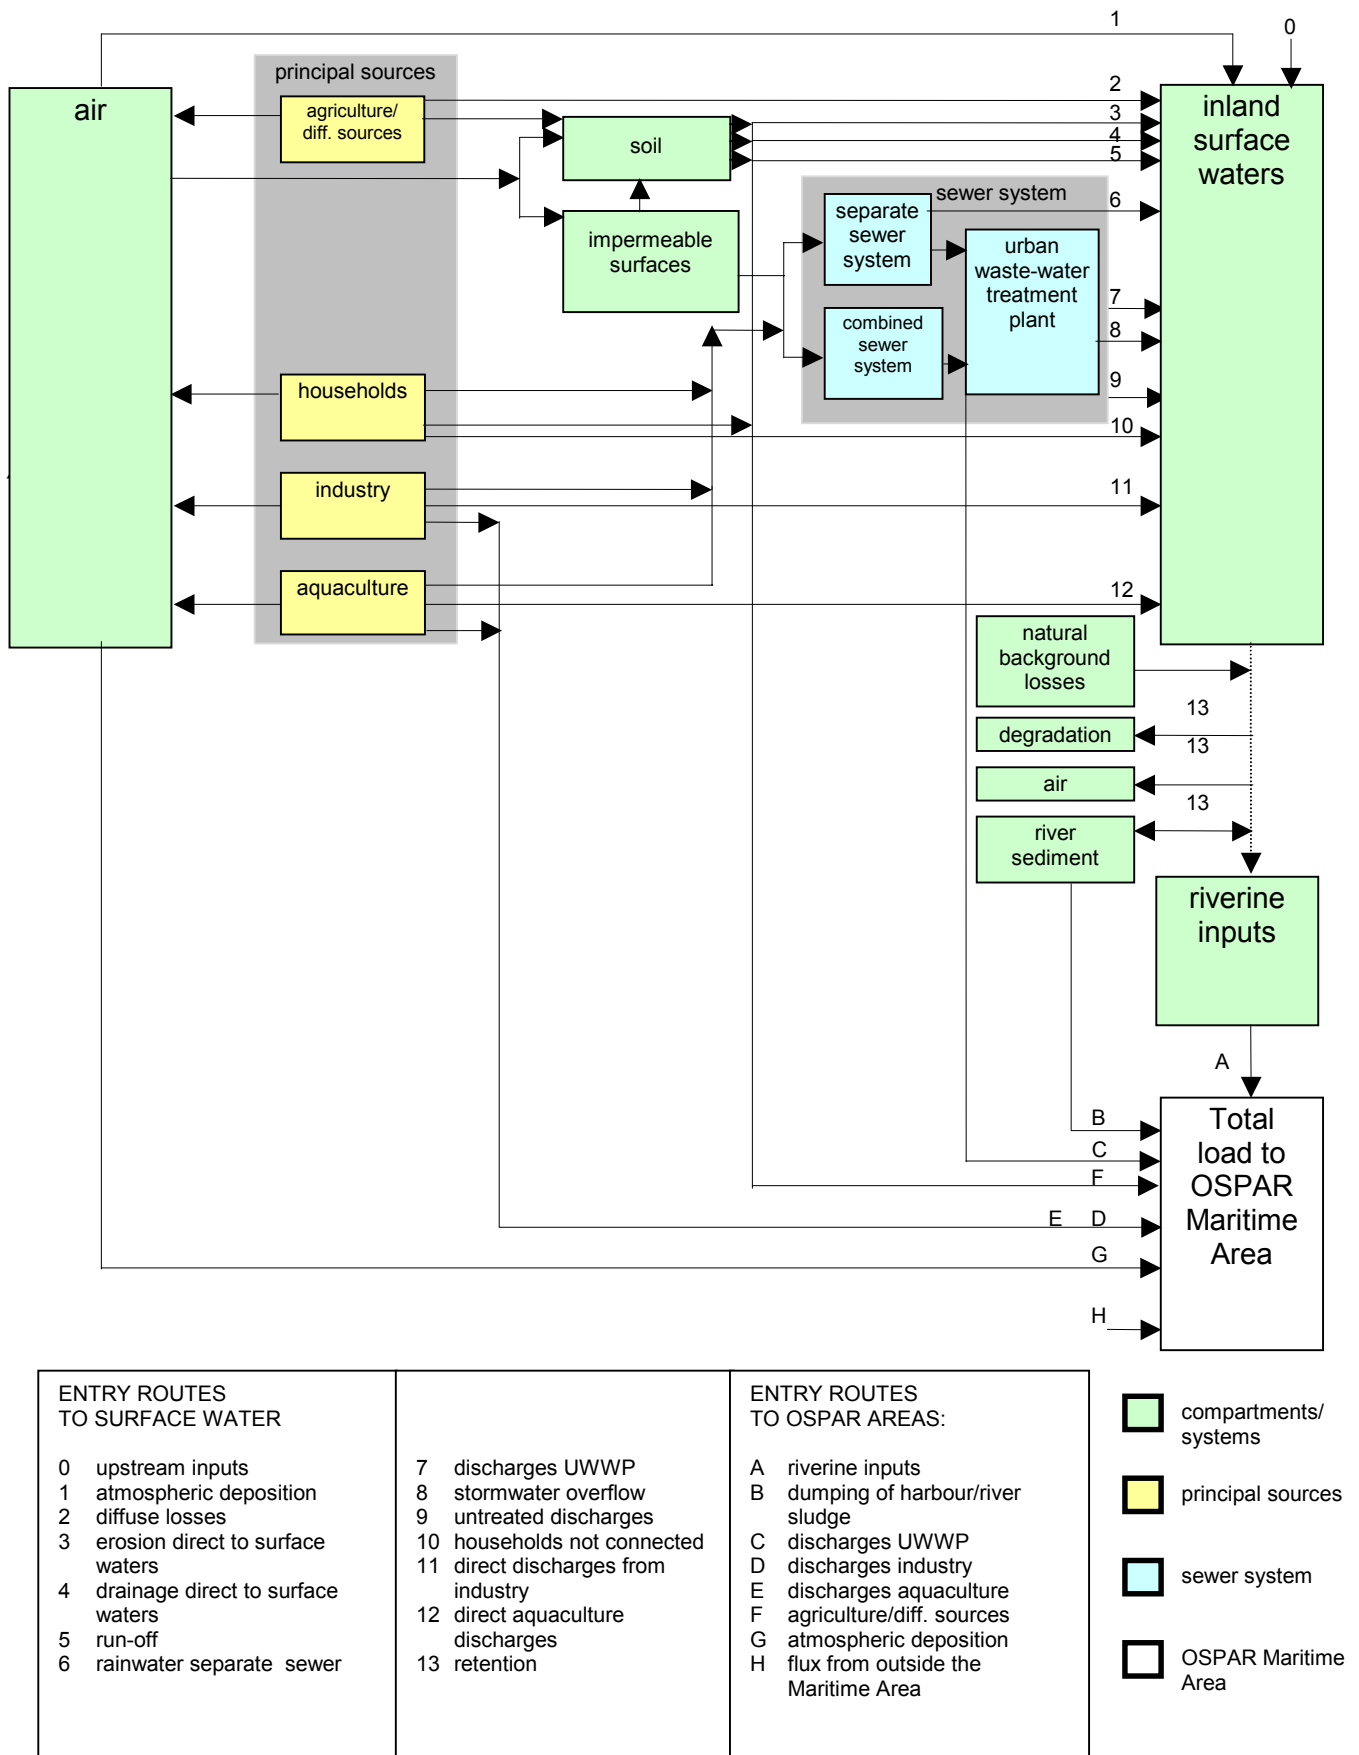 1
0
principal sources
air
agriculture/
diff. sources
soil
impermeable
surfaces
2
3
4
5
6
inland
surface
waters
sewer system
separate
sewer
system
urban
waste-water
treatment
plant
combined
sewer
system
7
8
9
10
households
industry
11
aquaculture
12
natural
background
losses
13
degradation
13
air
13
river
sediment
riverine
inputs
A
Total
load to
OSPAR
Maritime
Area
B
C
F
E D
G
H
ENTRY ROUTES
TO SURFACE WATER
0 upstream inputs
1 atmospheric deposition
2 diffuse losses
3 erosion direct to surface
waters
4 drainage direct to surface
waters
5 run-off
6 rainwater separate sewer
7 discharges UWWP
8 stormwater overflow
9 untreated discharges
10 households not connected
11 direct discharges from
industry
12 direct aquaculture
discharges
13 retention
ENTRY ROUTES
TO OSPAR AREAS:
A riverine inputs
B dumping of harbour/river
sludge
C discharges UWWP
D discharges industry
E discharges aquaculture
F agriculture/diff. sources
G atmospheric deposition
H flux from outside the
Maritime Area
compartments/
systems
principal sources
sewer system
OSPAR Maritime
Area